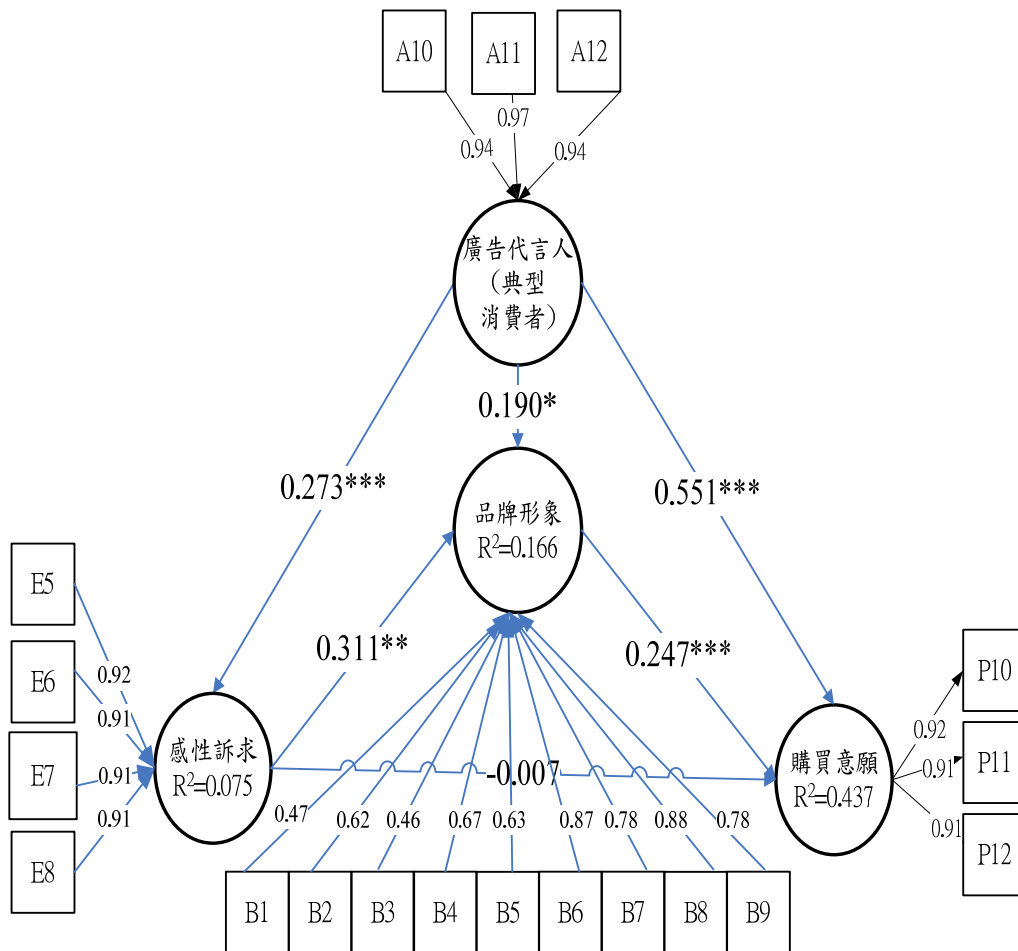 A10
A11
A12
0.94
0.97
0.94
廣告代言人
(典型
消費者)
0.190*
0.273***
0.551***
品牌形象
R²=0.166
0.311**
0.247***
E5
E6
E7
E8
0.92
0.91
0.91
0.91
感性訴求
R²=0.075
-0.007
購買意願
R²=0.437
P10
P11
P12
0.92
0.91
0.91
0.47
0.62
0.46
0.67
0.63
0.87
0.78
0.88
0.78
B1
B2
B3
B4
B5
B6
B7
B8
B9